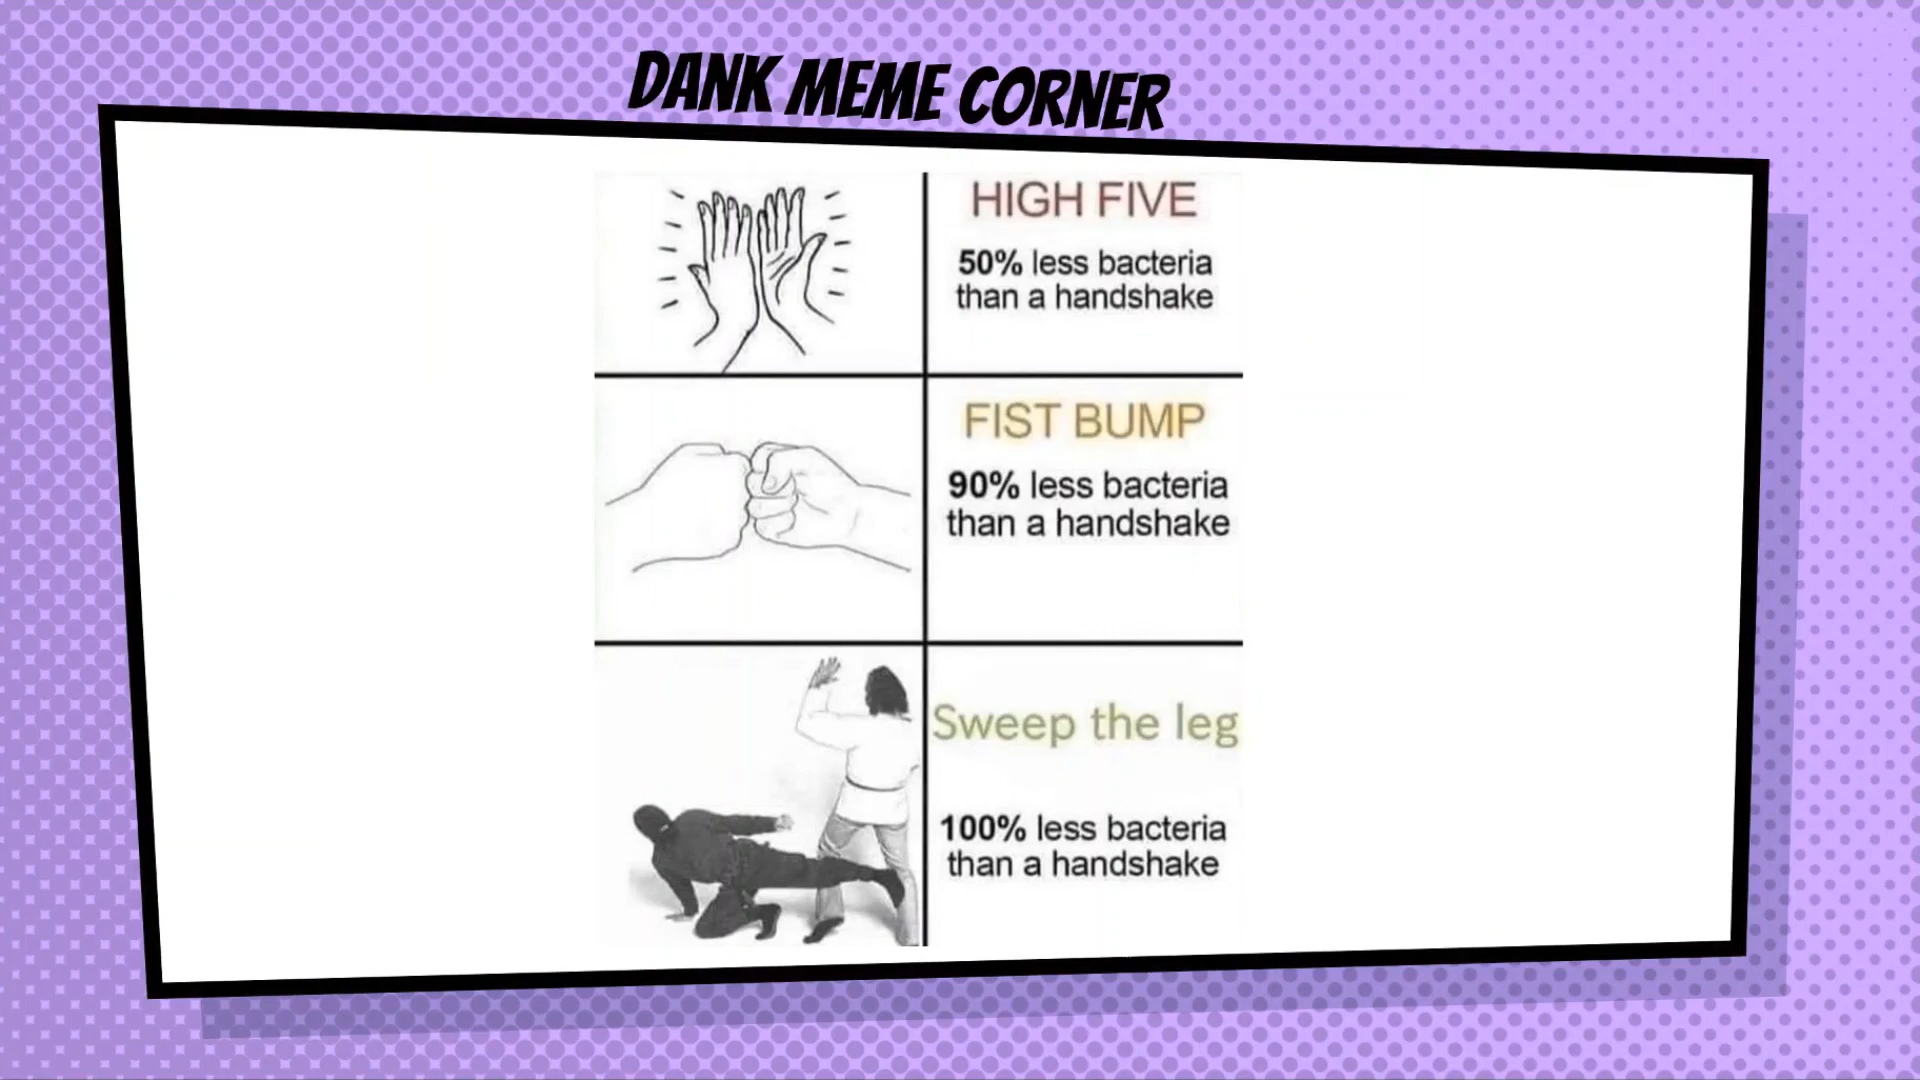 DANK MEME CORNER
HIGH FIVE
50% less bacteria
than a handshake
FIST BUMP
90% less bacteria
than a handshake
Sweep the leg
100% less bacteria
than a handshake